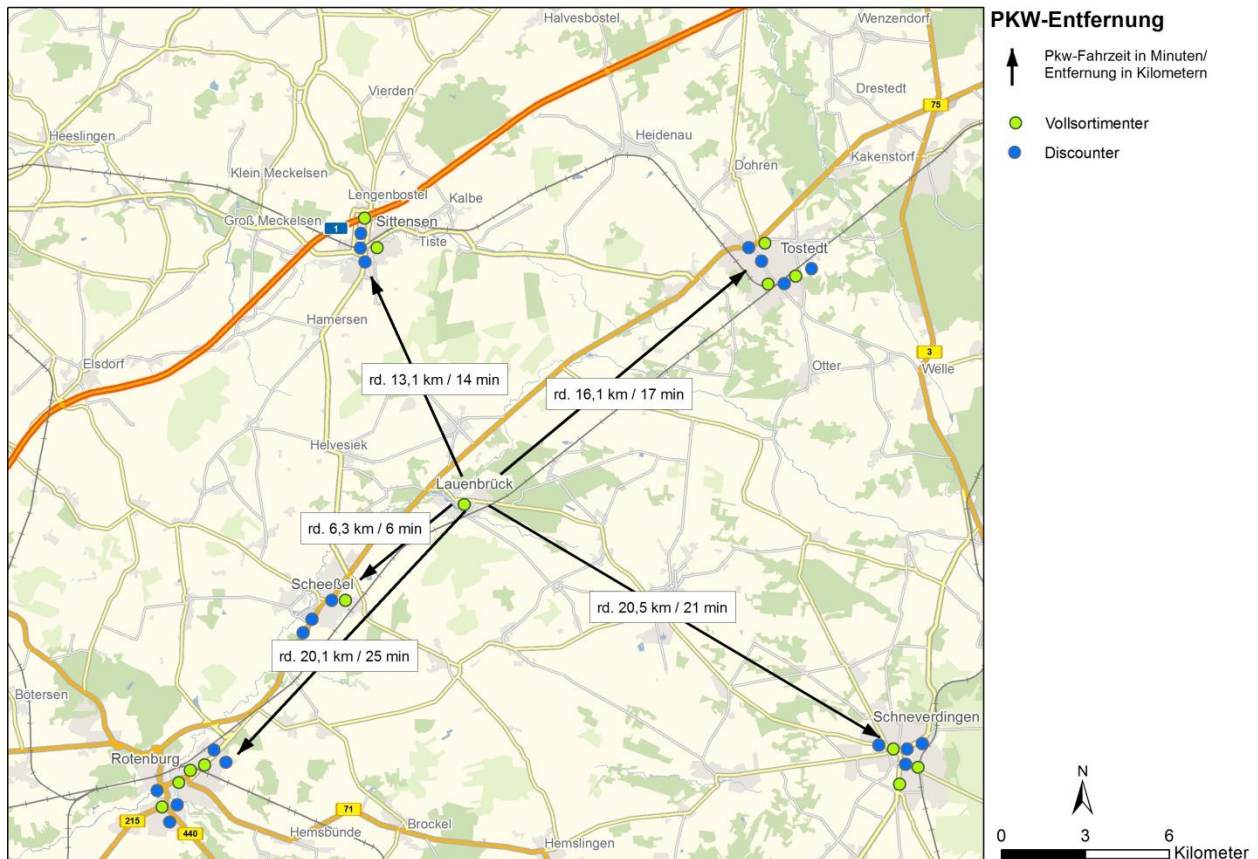 PKW-Entfernung
Pkw-Fahrzeit in Minuten/
Entfernung in Kilometern
Vollsortimenter
Discounter
Halvesbostel
Wenzendorf
Vierden
Drestedt
75
Heeslingen
Heidenau
Kakenstorf
Dohren
Klein Meckelsen
Lengenbostel
Kalbe
Groß Meckelsen
Sittensen
1
Tiste
Tostedt
Hamersen
Elsdorf
Otter
3
Welle
rd. 13,1 km / 14 min
rd. 16,1 km / 17 min
Helvesiek
Lauenbrück
rd. 6,3 km / 6 min
Scheeßel
rd. 20,5 km / 21 min
rd. 20,1 km / 25 min
Bötersen
Schneverdingen
Rotenburg
215
440
71
Hemsbünde
Brockel
Hemslingen
N
0 3 6
Kilometer